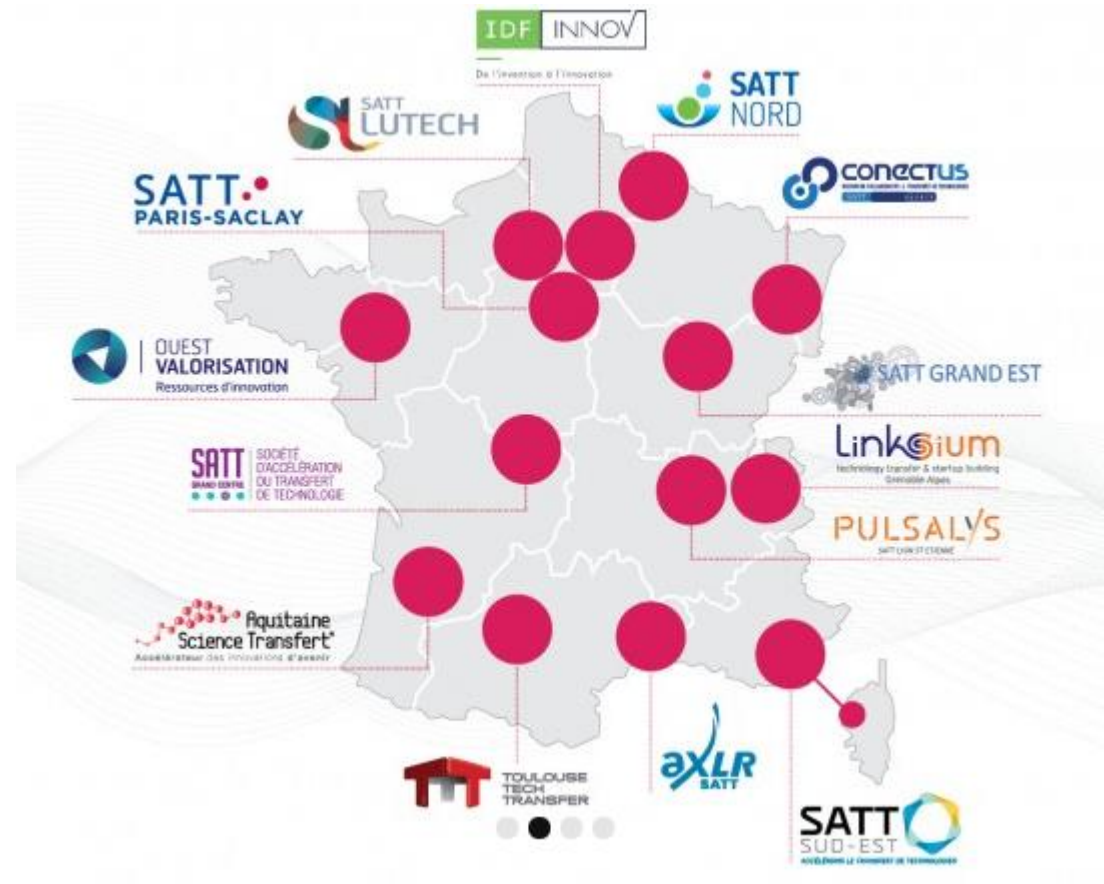 IDF INNOV
De l'invention à l'innovation
SATT
LUTECH
SATT
NORD
conectus
SATT
PARIS-SACLAY
OUEST
VALORISATION
Ressources d'innovation
SATT GRAND EST
Linksium
technology transfer & startup building
Grenoble Alpes
SATT
GRAND CENTRE
SOCIÉTÉ
D'ACCÉLÉRATION
DU TRANSFERT
DE TECHNOLOGIE
PULSALYS
SATT LYON ST ETIENNE
Aquitaine
Science Transfert
Accélérateur des innovations d'avenir
TOULOUSE
TECH
TRANSFER
aXLR
SATT
SATT
SUD-EST
ACCÉLÉRONS LE TRANSFERT DE TECHNOLOGIES